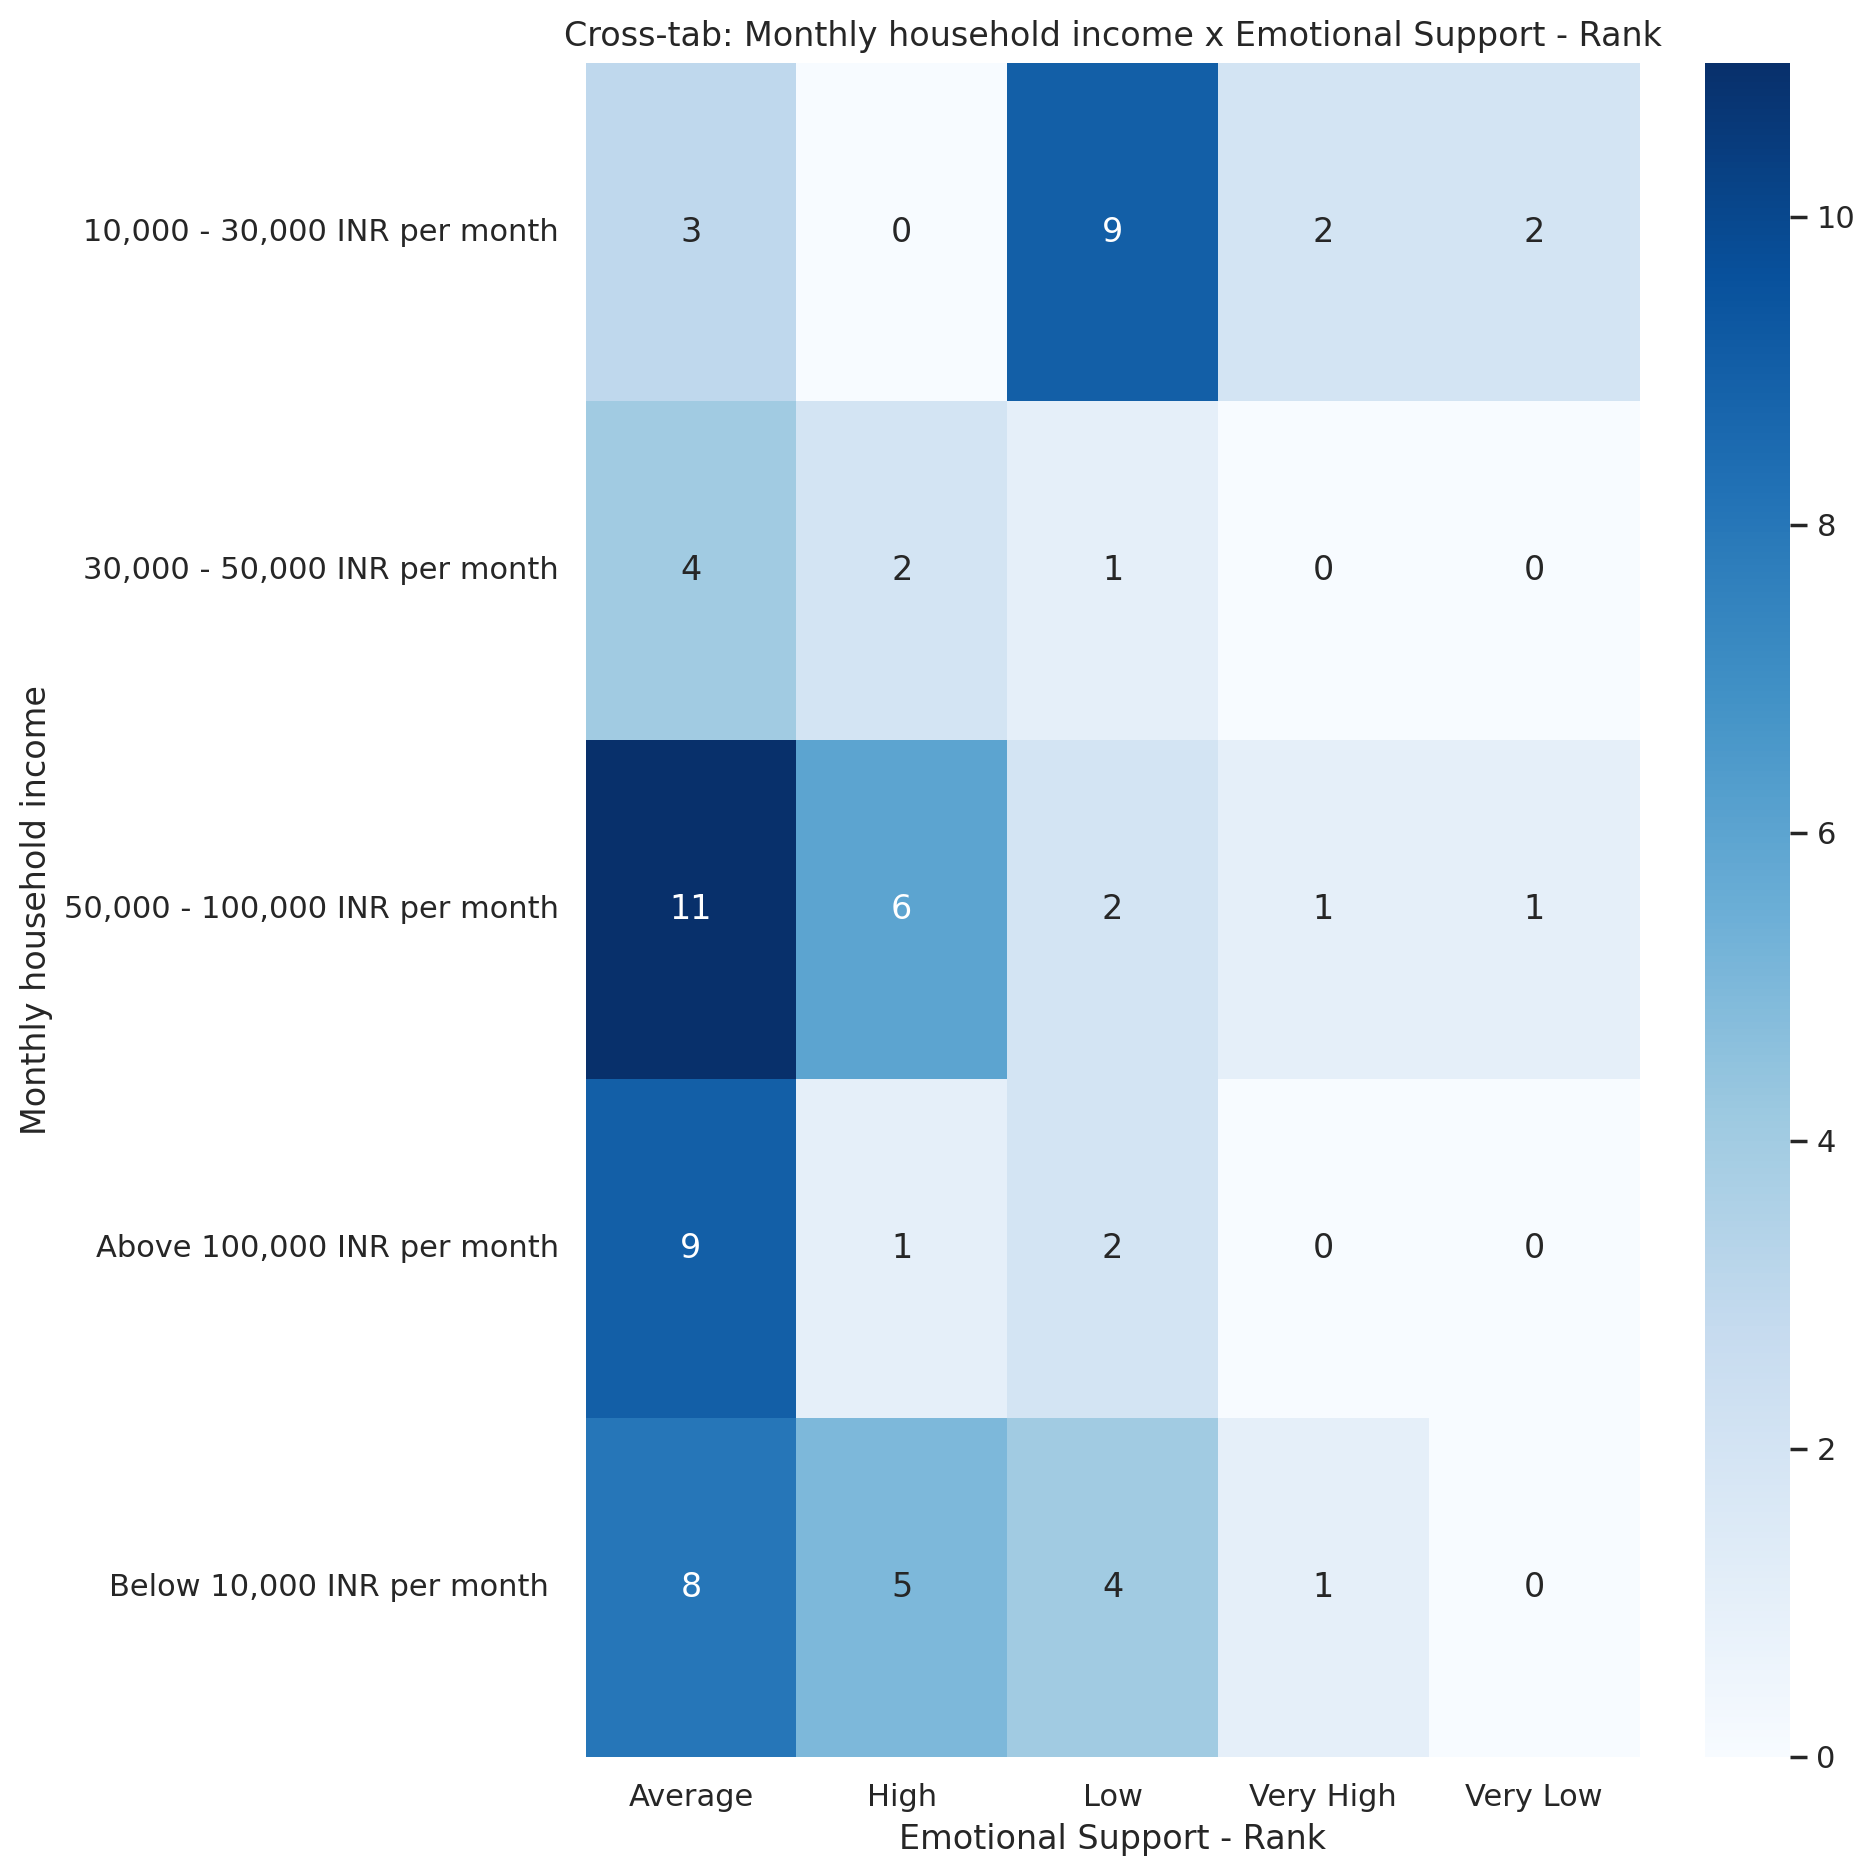 Cross-tab: Monthly household income x Emotional Support - Rank
Monthly household income
10,000 - 30,000 INR per month 3 0 9 2 2
30,000 - 50,000 INR per month 4 2 1 0 0
50,000 - 100,000 INR per month 11 6 2 1 1
Above 100,000 INR per month 9 1 2 0 0
Below 10,000 INR per month 8 5 4 1 0
Average High Low Very High Very Low
Emotional Support - Rank
10
8
6
4
2
0